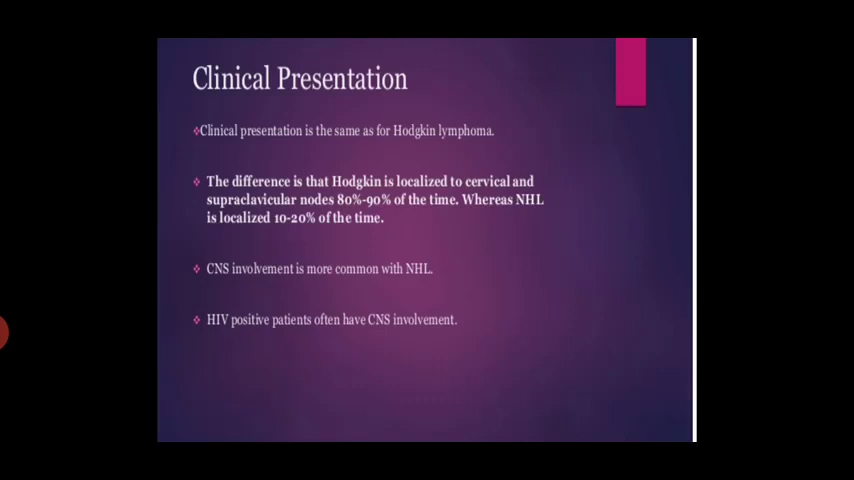 Clinical Presentation
❖Clinical presentation is the same as for Hodgkin lymphoma.
❖ The difference is that Hodgkin is localized to cervical and
supraclavicular nodes 80%-90% of the time. Whereas NHL
is localized 10-20% of the time.
❖ CNS involvement is more common with NHL.
❖ HIV positive patients often have CNS involvement.